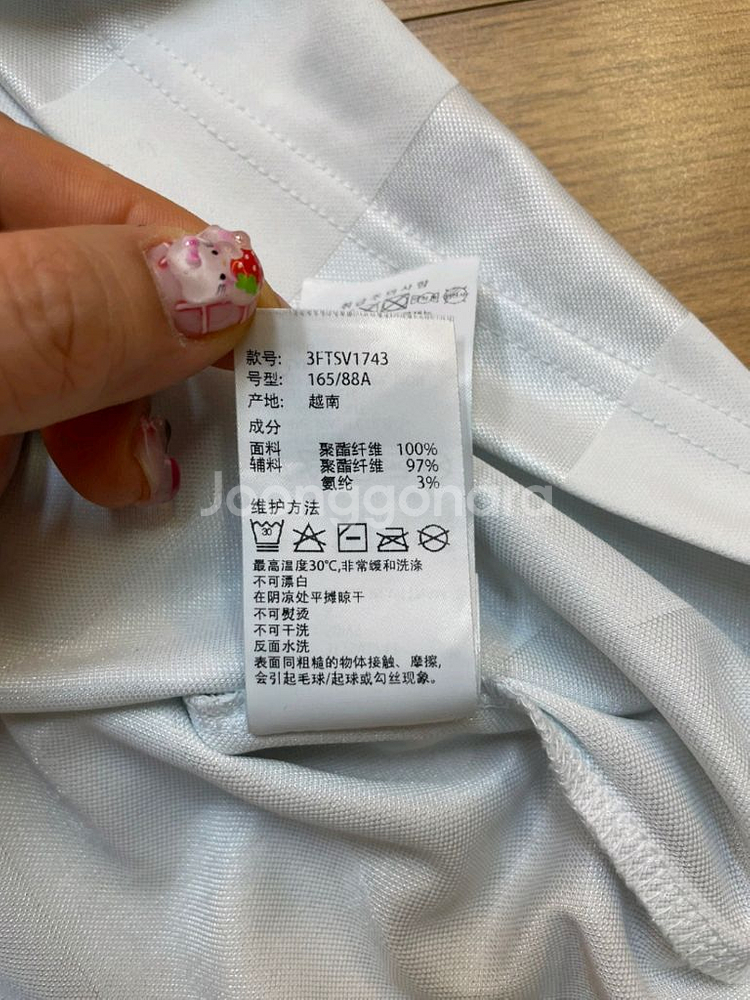 款号: 3FTSV1743
号型: 165/88A
产地: 越南
成分
面料 聚酯纤维 100%
辅料 聚酯纤维 97%
氨纶 3%
Joonggonara
维护方法
30
最高温度30℃,非常缓和洗涤
不可漂白
在阴凉处平摊晾干
不可熨烫
不可干洗
反面水洗
表面同粗糙的物体接触、摩擦,
会引起毛球/起球或勾丝现象。